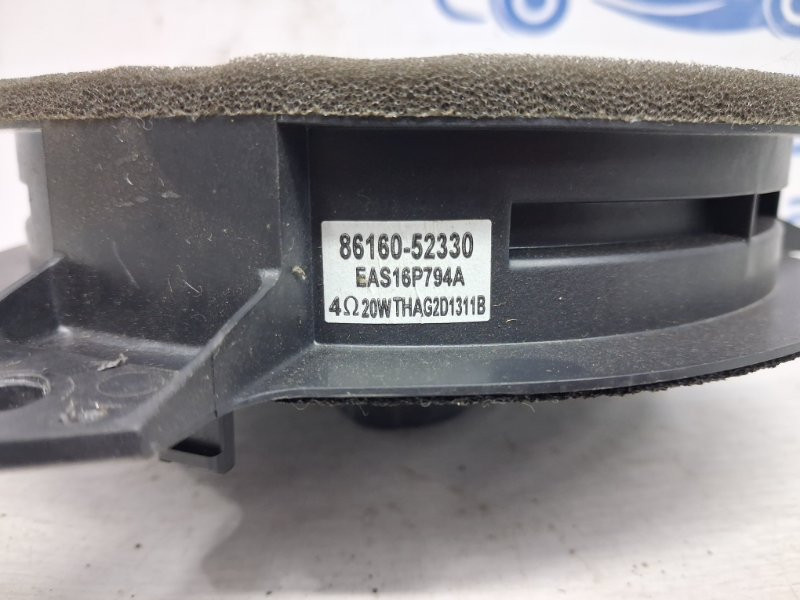 86160-52330
EAS16P794A
4Ω 20W THAG2D1311B